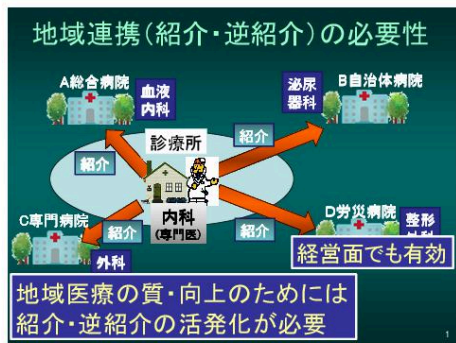 地域連携(紹介・逆紹介)の必要性
A総合病院
血液
内科
泌尿
器科
B自治体病院
紹介
紹介
診療所
内科
(専門医)
C専門病院
紹介
外科
紹介
D労災病院
整形
外科
経営面でも有効
地域医療の質・向上のためには
紹介・逆紹介の活発化が必要
1